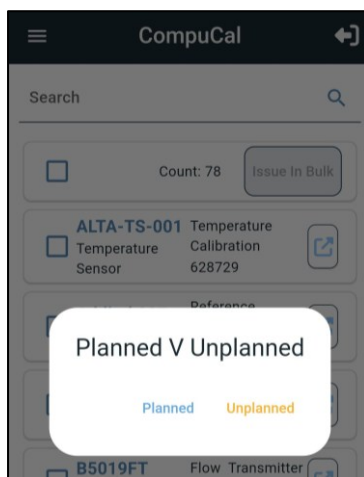 CompuCal
Search
Count: 78
Issue In Bulk
ALTA-TS-001
Temperature
Sensor
Temperature
Calibration
628729
Reference
Planned V Unplanned
Planned
Unplanned
B5019FT
Flow Transmitter